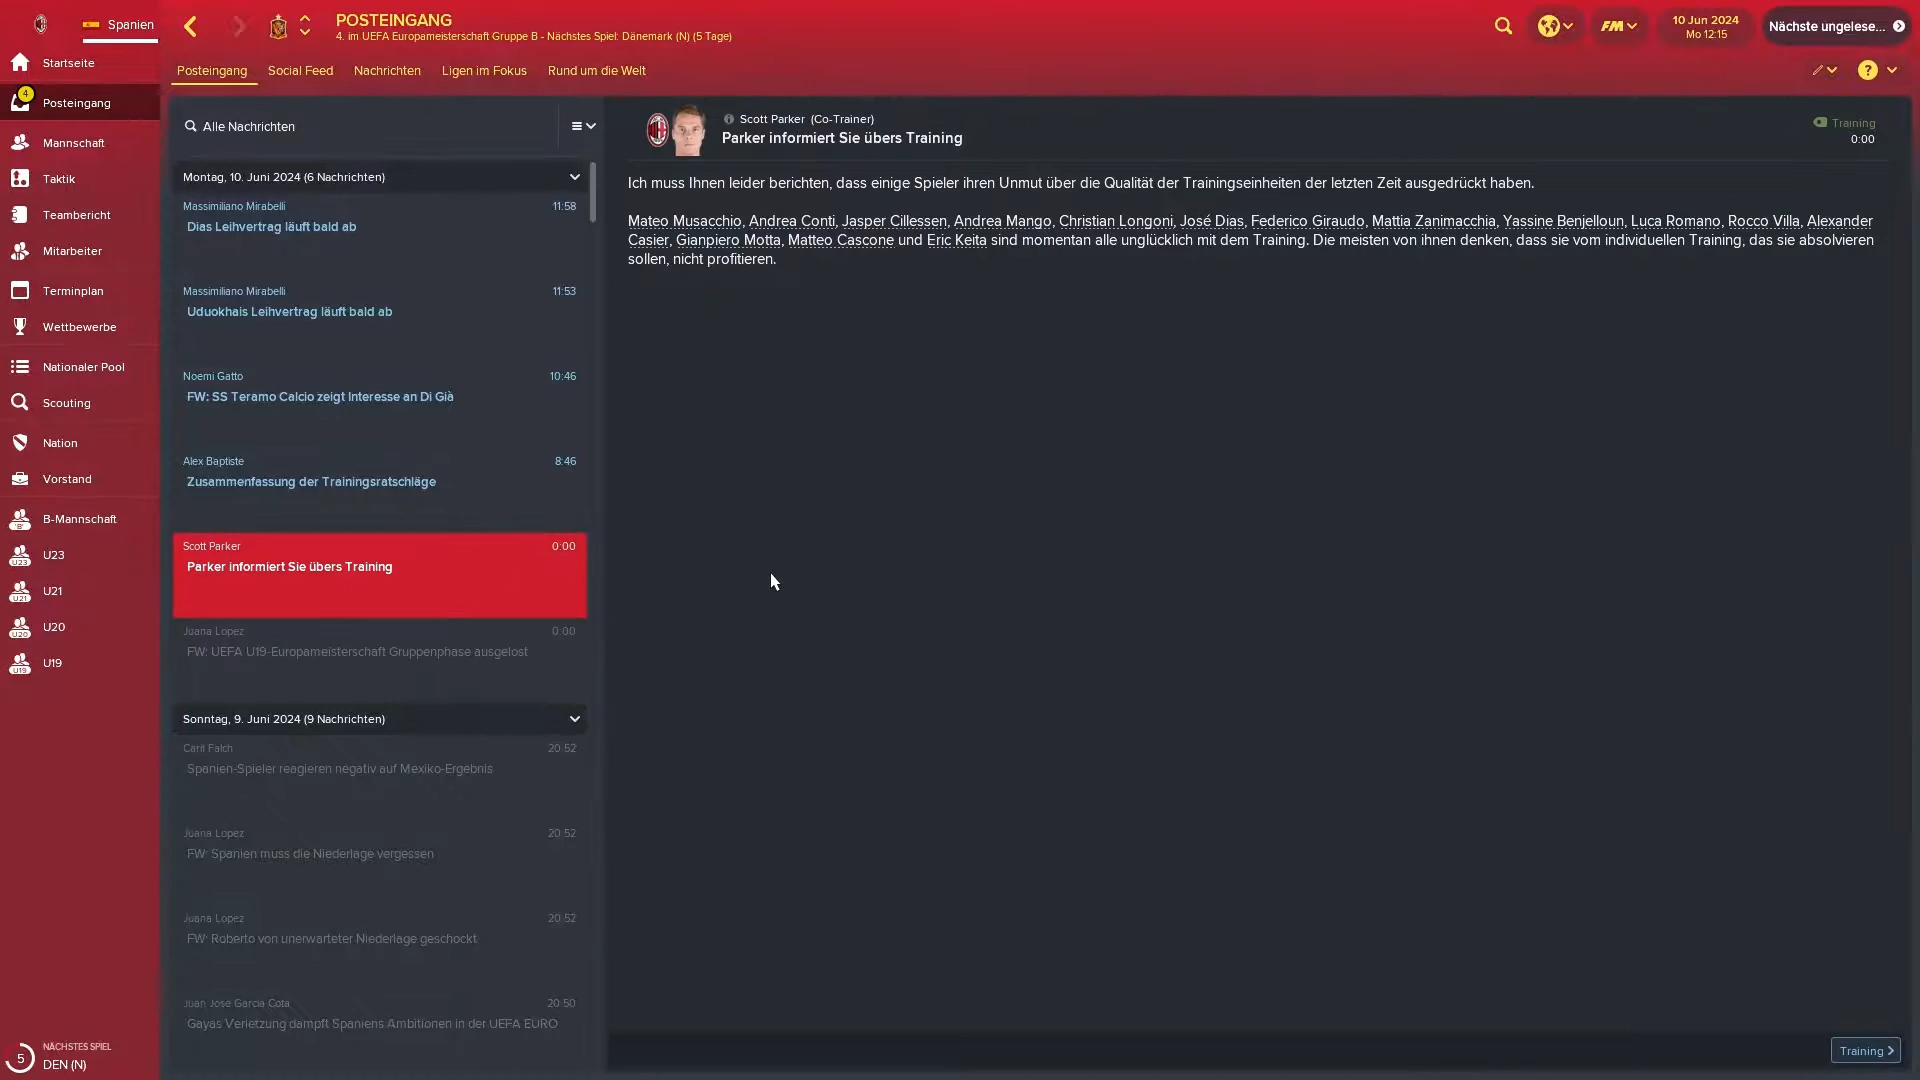 Spanien
POSTEINGANG
4. im UEFA Europameisterschaft Gruppe B - Nächstes Spiel: Dänemark (N) (5 Tage)
FM
10 Jun 2024
Mo 12:15
Nächste ungelese...
Posteingang
Social Feed
Nachrichten
Ligen im Fokus
Rund um die Welt
?
Startseite
4
Posteingang
Mannschaft
Taktik
Teambericht
Mitarbeiter
Terminplan
Wettbewerbe
Nationaler Pool
Scouting
Nation
Vorstand
'B'
B-Mannschaft
U23
U23
U21
U21
U20
U20
U19
U19
5
NÄCHSTES SPIEL
DEN (N)
Alle Nachrichten
Montag, 10. Juni 2024 (6 Nachrichten)
Massimiliano Mirabelli 11:58
Dias Leihvertrag läuft bald ab
Massimiliano Mirabelli 11:53
Uduokhais Leihvertrag läuft bald ab
Noemi Gatto 10:46
FW: SS Teramo Calcio zeigt Interesse an Di Già
Alex Baptiste 8:46
Zusammenfassung der Trainingsratschläge
Scott Parker 0:00
Parker informiert Sie übers Training
Juana Lopez 0:00
FW: UEFA U19-Europameisterschaft Gruppenphase ausgelost
Sonntag, 9. Juni 2024 (9 Nachrichten)
Carit Falch 20:52
Spanien-Spieler reagieren negativ auf Mexiko-Ergebnis
Juana Lopez 20:52
FW: Spanien muss die Niederlage vergessen
Juana Lopez 20:52
FW: Roberto von unerwarteter Niederlage geschockt
Juan José García Cota 20:50
Gayas Verletzung dämpft Spaniens Ambitionen in der UEFA EURO
Scott Parker (Co-Trainer)
Parker informiert Sie übers Training
Training
0:00
Ich muss Ihnen leider berichten, dass einige Spieler ihren Unmut über die Qualität der Trainingseinheiten der letzten Zeit ausgedrückt haben.
Mateo Musacchio, Andrea Conti, Jasper Cillessen, Andrea Mango, Christian Longoni, José Dias, Federico Giraudo, Mattia Zanimacchia, Yassine Benjelloun, Luca Romano, Rocco Villa, Alexander
Casier, Gianpiero Motta, Matteo Cascone und Eric Keita sind momentan alle unglücklich mit dem Training. Die meisten von ihnen denken, dass sie vom individuellen Training, das sie absolvieren
sollen, nicht profitieren.
Training